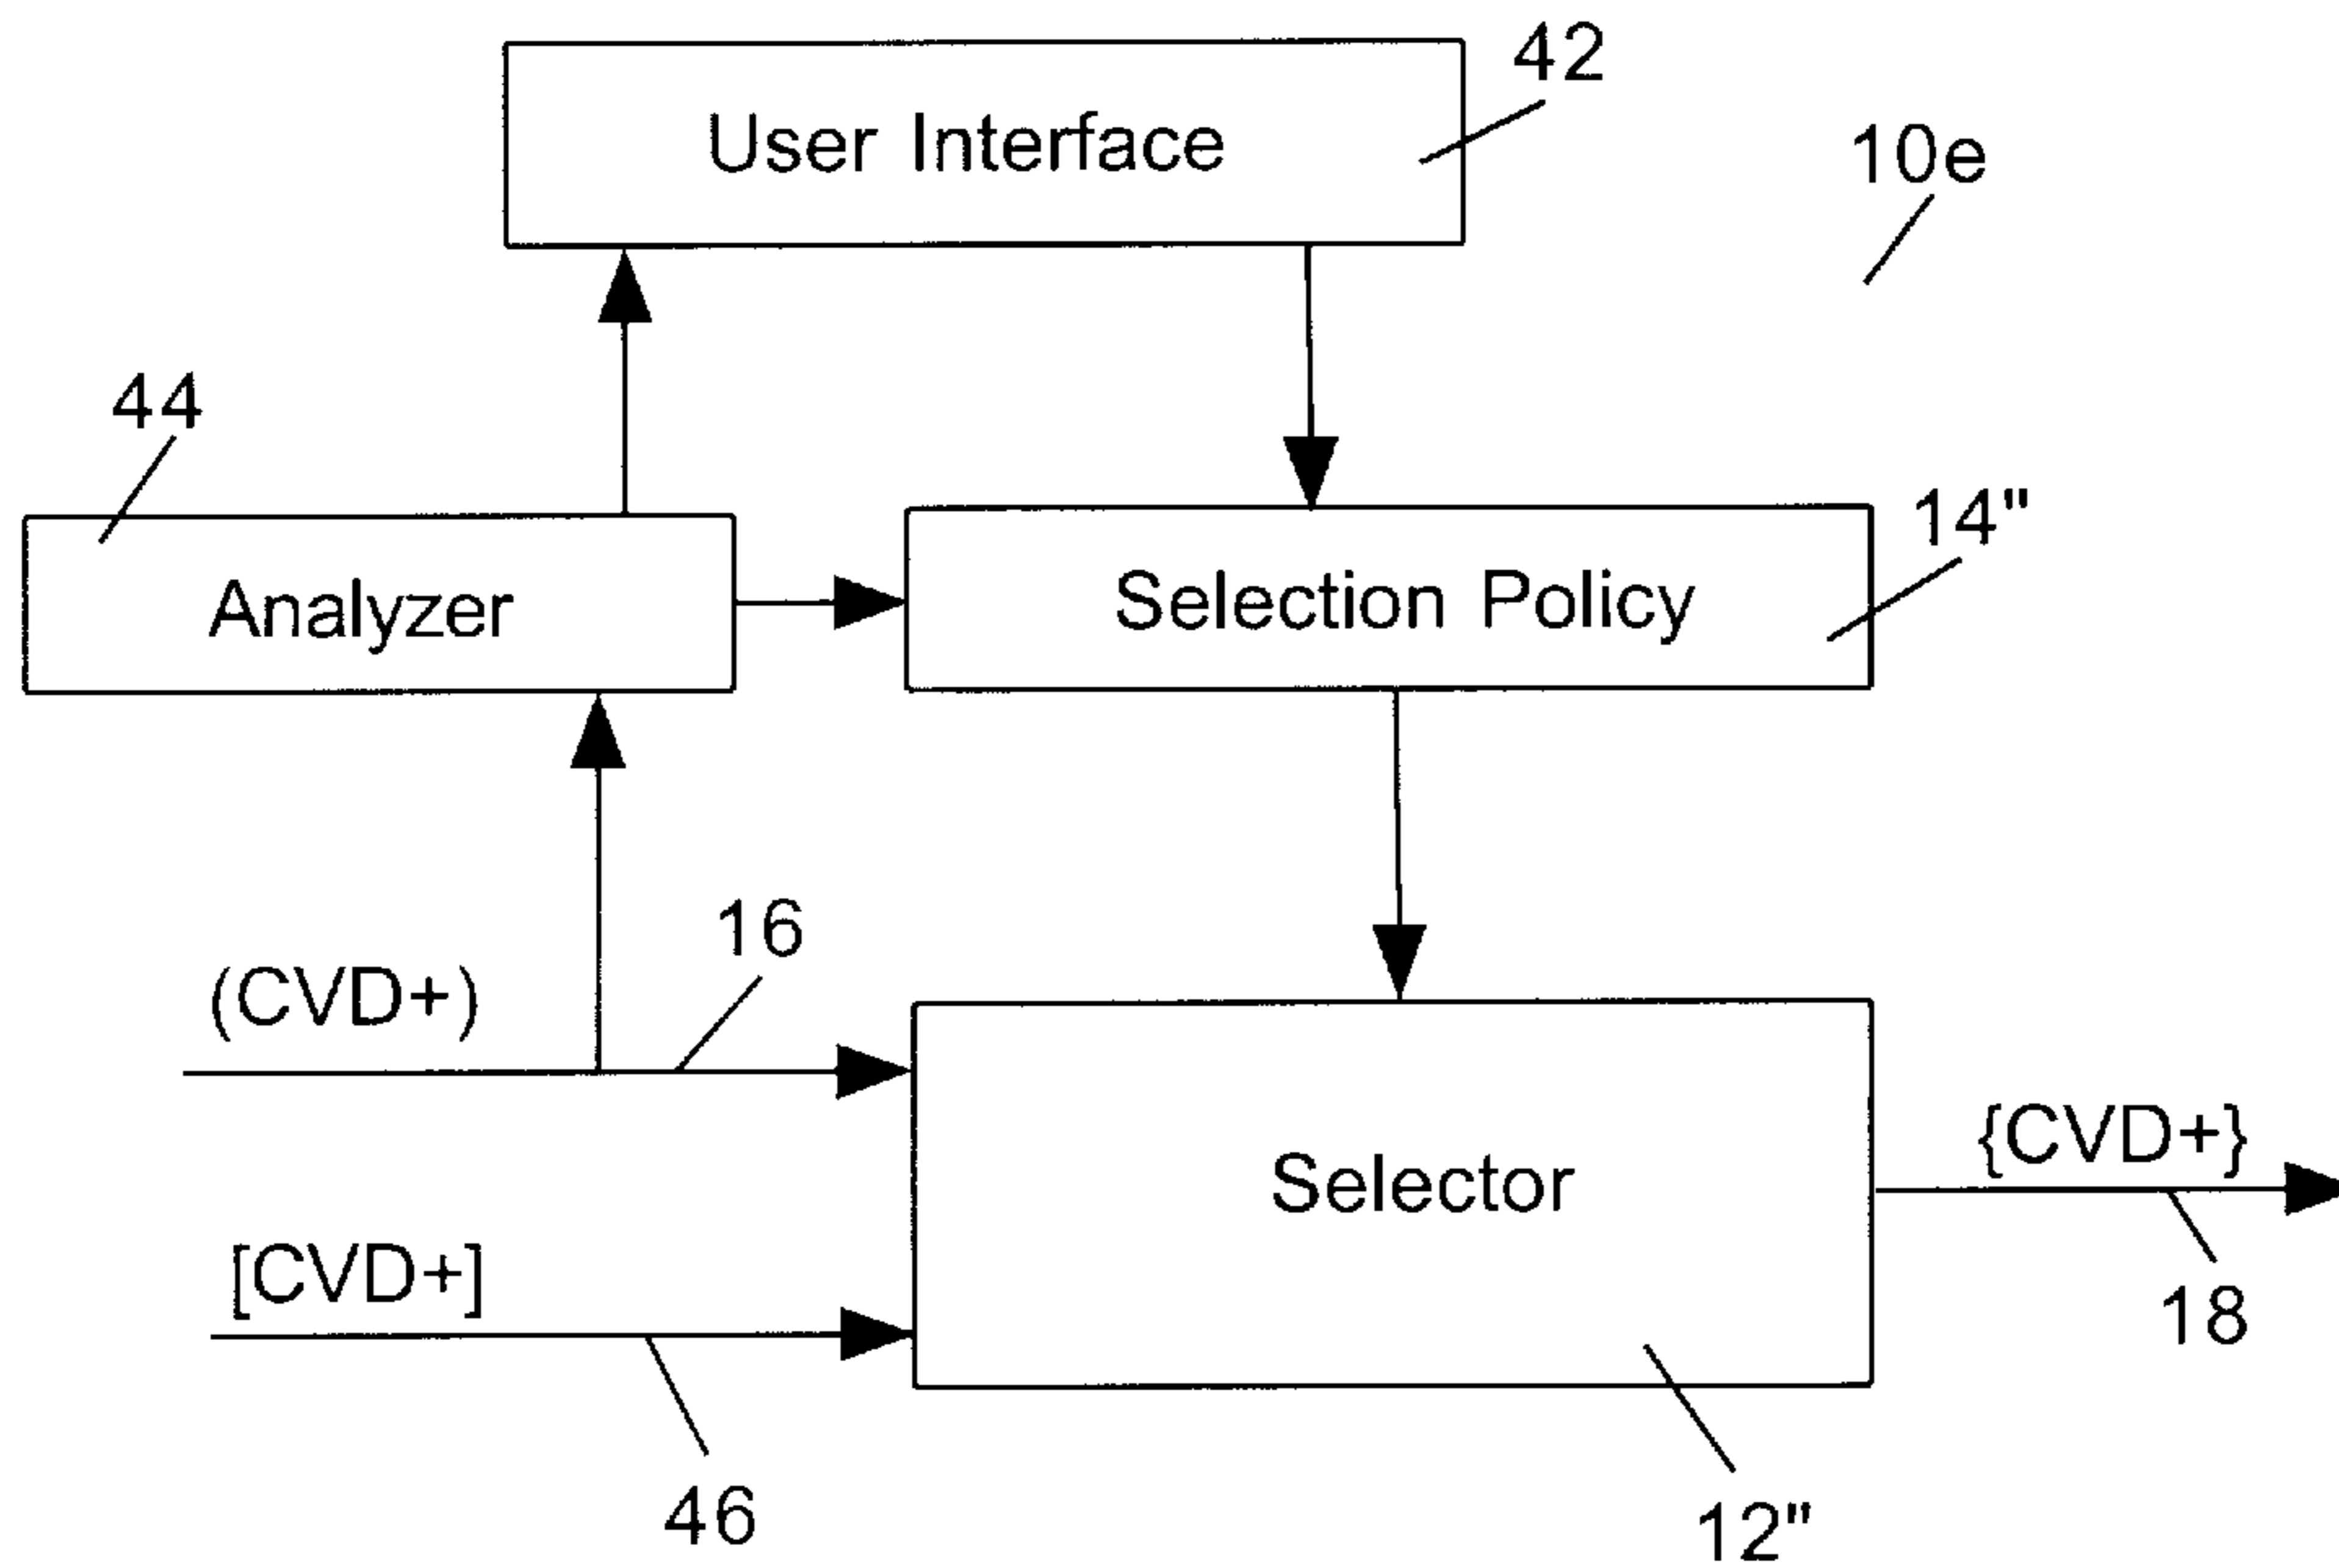 42
User Interface
10e
44
14"
Analyzer
Selection Policy
16
(CVD+)
{CVD+}
Selector
[CVD+]
18
46
12"